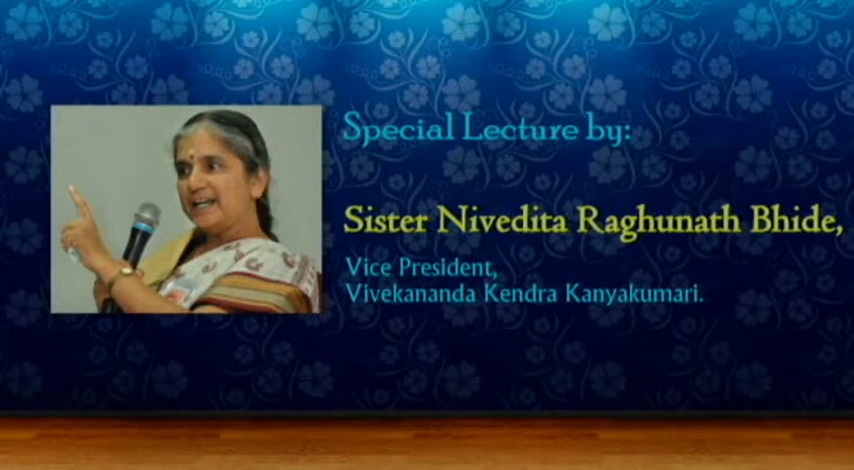 Special Lecture by:
Sister Nivedita Raghunath Bhide,
Vice President,
Vivekananda Kendra Kanyakumari.